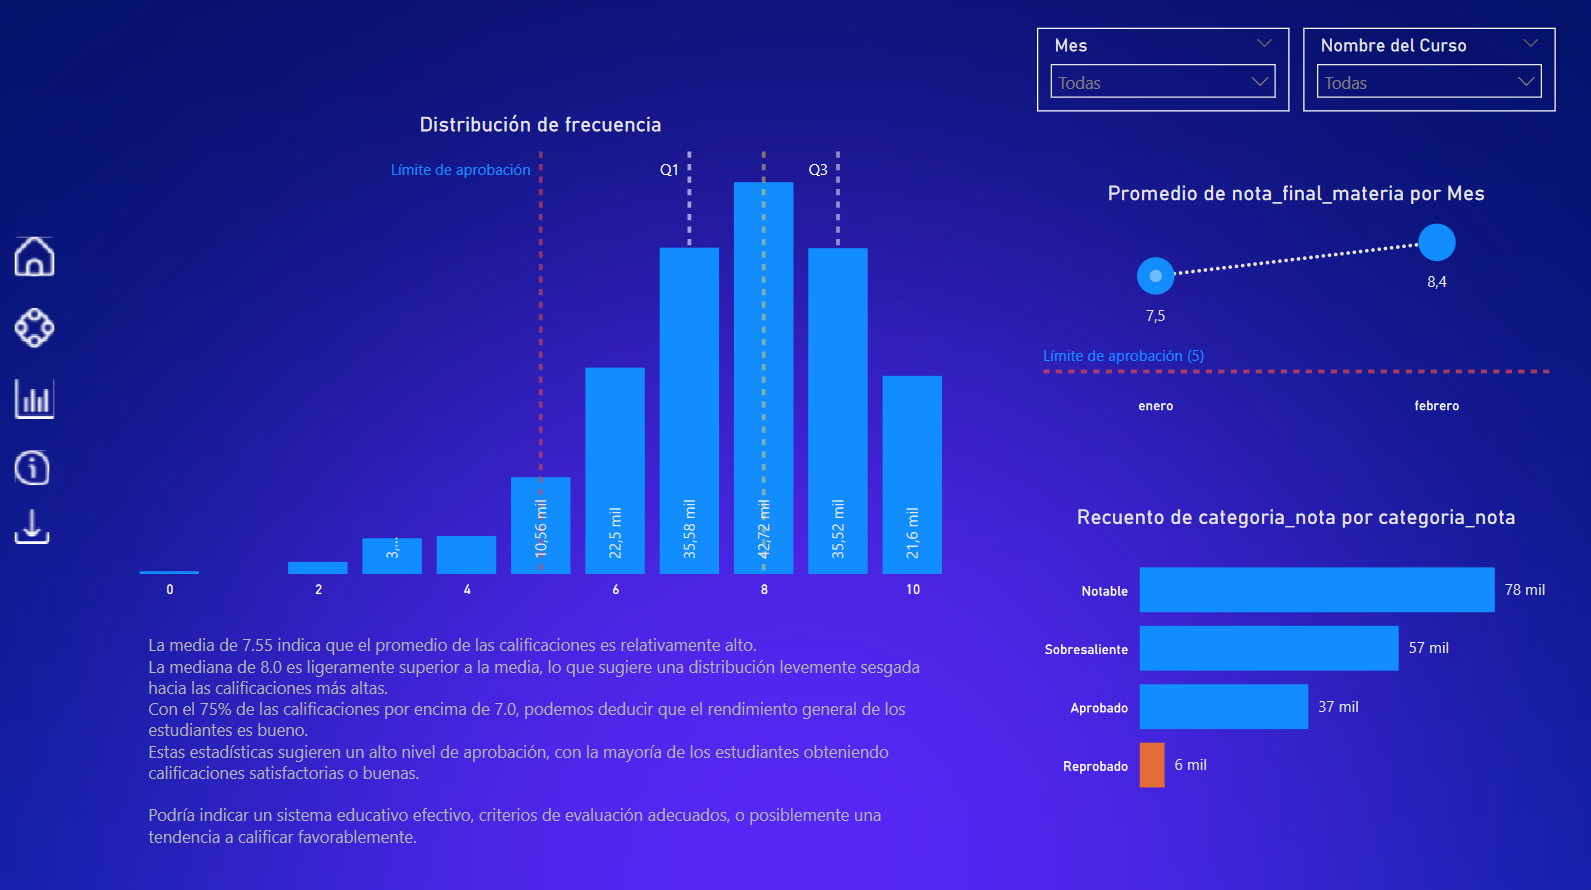 Mes
Todas
Nombre del Curso
Todas
Distribución de frecuencia
Límite de aprobación
Q1
Q3
3,...
10,56 mil
22,5 mil
35,58 mil
42,72 mil
35,52 mil
21,6 mil
0
2
4
6
8
10
La media de 7.55 indica que el promedio de las calificaciones es relativamente alto.
La mediana de 8.0 es ligeramente superior a la media, lo que sugiere una distribución levemente sesgada
hacia las calificaciones más altas.
Con el 75% de las calificaciones por encima de 7.0, podemos deducir que el rendimiento general de los
estudiantes es bueno.
Estas estadísticas sugieren un alto nivel de aprobación, con la mayoría de los estudiantes obteniendo
calificaciones satisfactorias o buenas.
Podría indicar un sistema educativo efectivo, criterios de evaluación adecuados, o posiblemente una
tendencia a calificar favorablemente.
Promedio de nota_final_materia por Mes
7,5
8,4
Límite de aprobación (5)
enero
febrero
Recuento de categoria_nota por categoria_nota
Notable
78 mil
Sobresaliente
57 mil
Aprobado
37 mil
Reprobado
6 mil